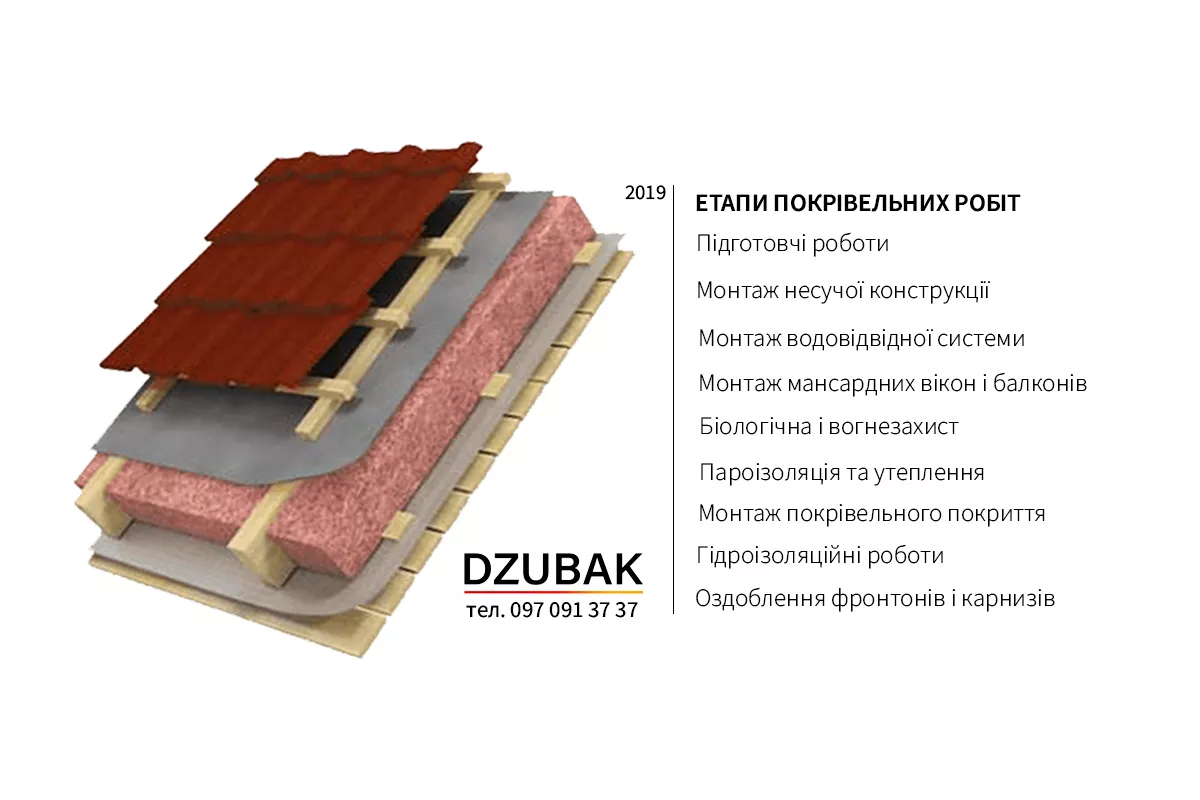 2019
ЕТАПИ ПОКРІВЕЛЬНИХ РОБІТ
Підготовчі роботи
Монтаж несучої конструкції
Монтаж водовідвідної системи
Монтаж мансардних вікон і балконів
Біологічна і вогнезахист
Пароізоляція та утеплення
Монтаж покрівельного покриття
Гідроізоляційні роботи
Оздоблення фронтонів і карнизів
DZUBAK
тел. 097 091 37 37